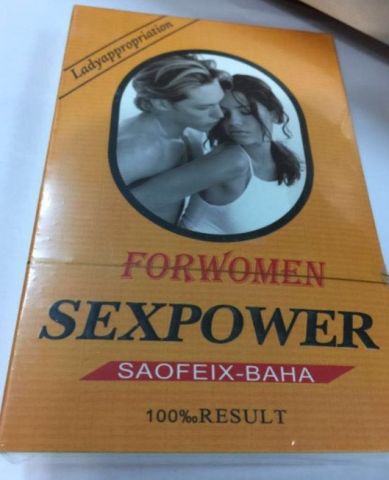 Ladyappropriation
FORWOMEN
SEXPOWER
SAOFEIX-BAHA
100‰RESULT